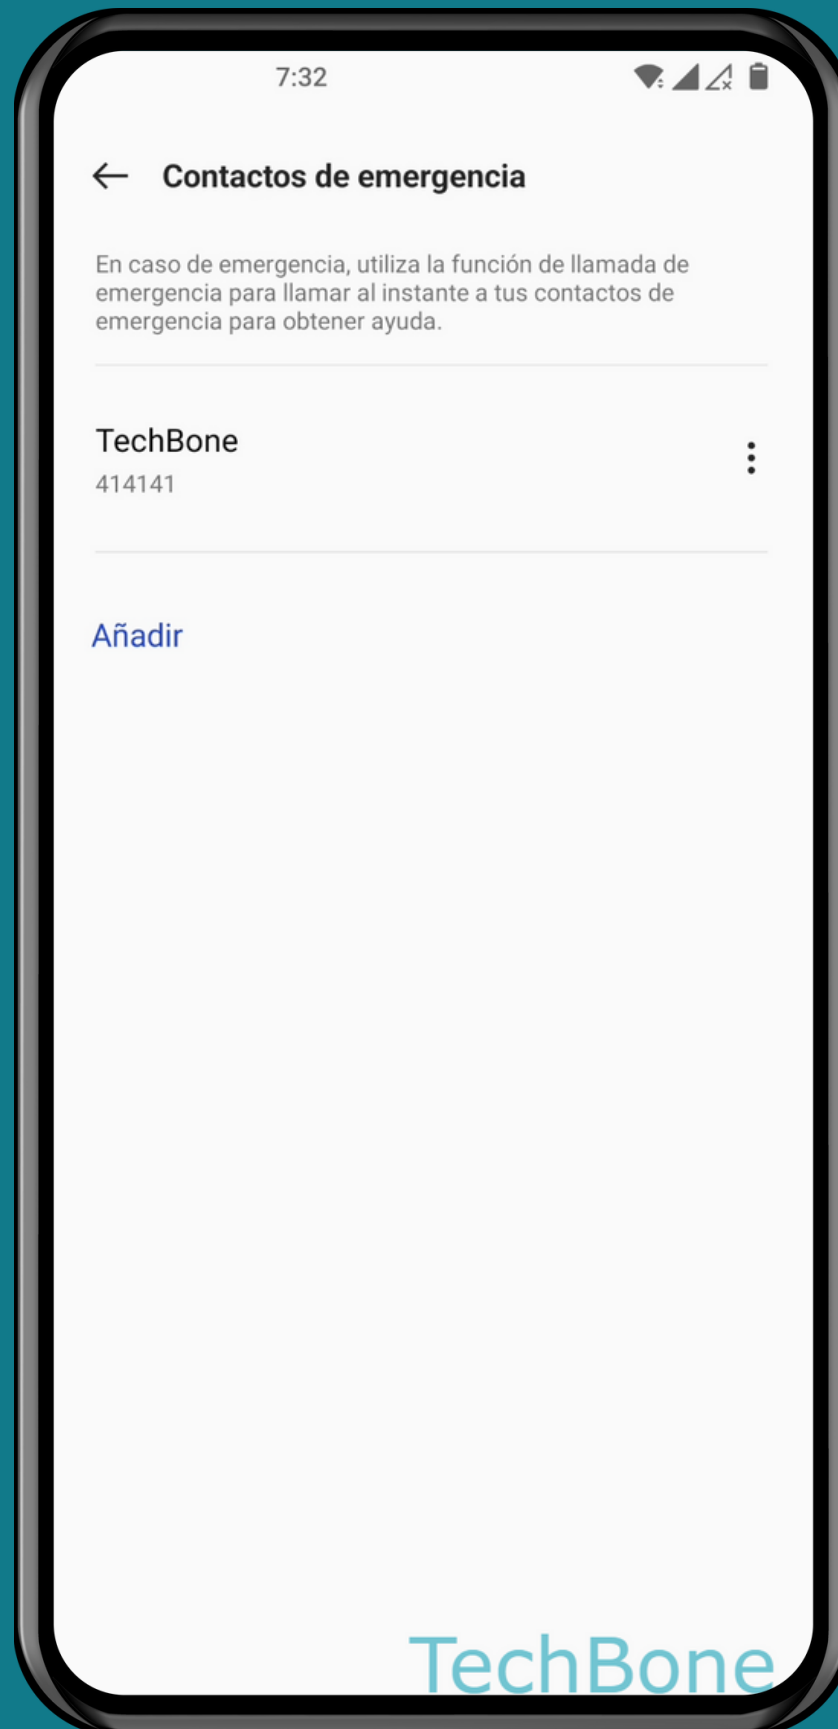 7:32
Contactos de emergencia
En caso de emergencia, utiliza la función de llamada de
emergencia para llamar al instante a tus contactos de
emergencia para obtener ayuda.
TechBone
414141
Añadir
TechBone